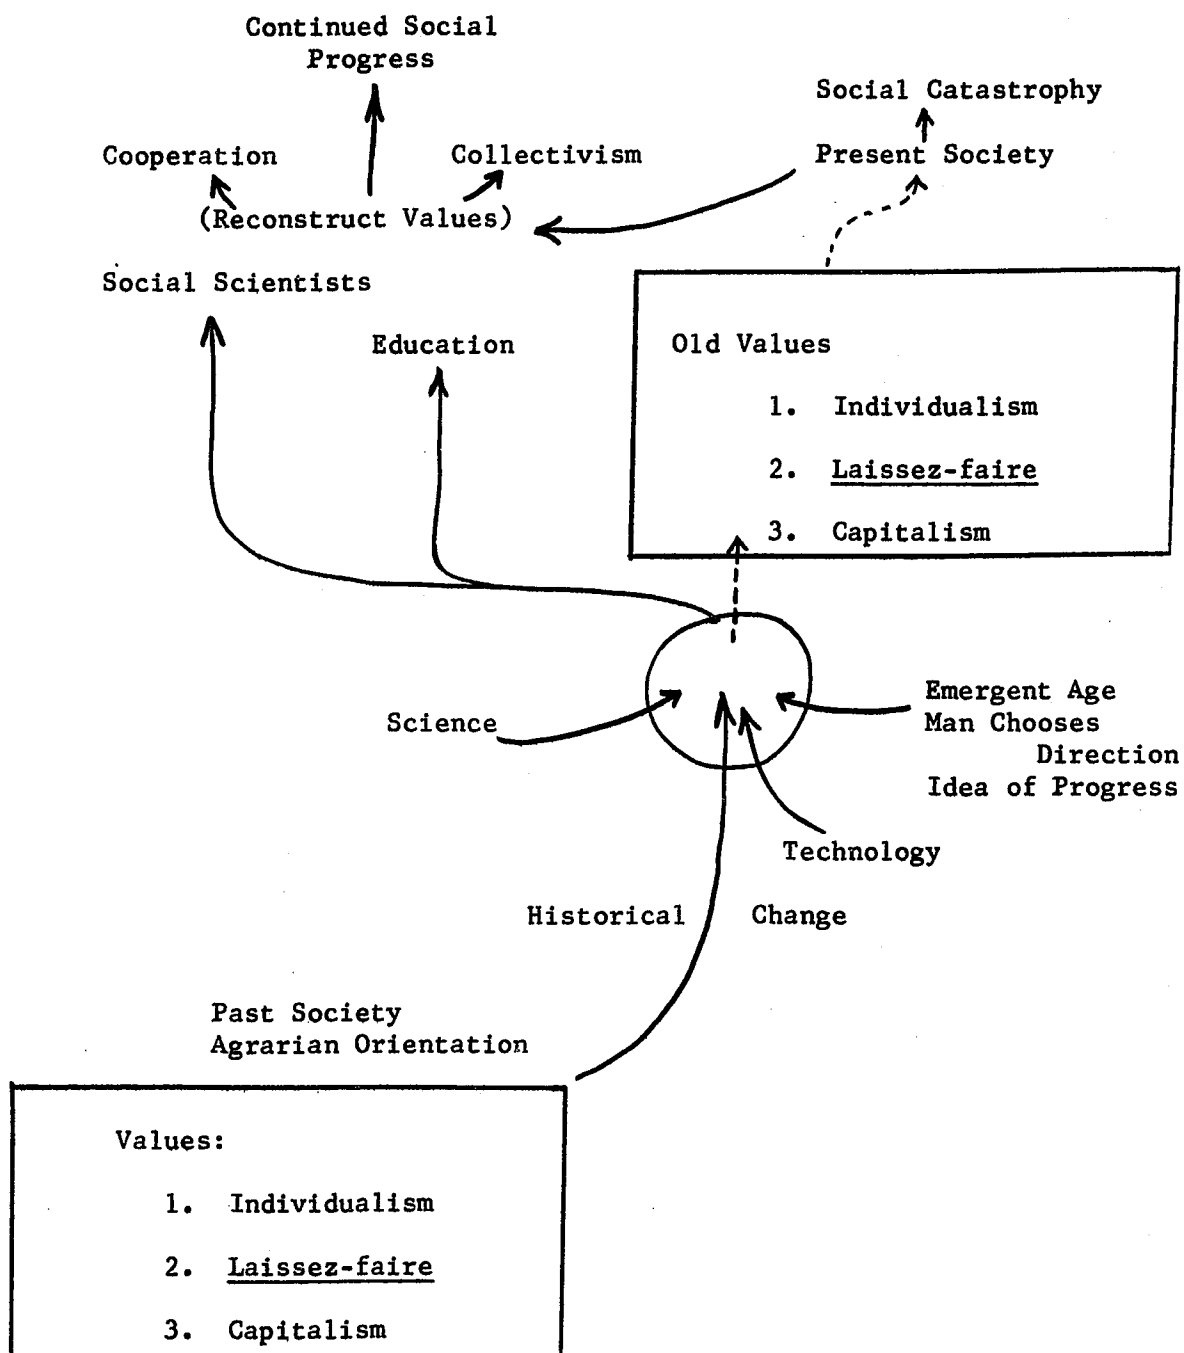 Continued Social
Progress
Social Catastrophy
Cooperation
Collectivism
Present Society
(Reconstruct Values)
Social Scientists
Education
Old Values
1. Individualism
2. Laissez-faire
3. Capitalism
Emergent Age
Man Chooses
Direction
Idea of Progress
Science
Technology
Historical Change
Past Society
Agrarian Orientation
Values:
1. Individualism
2. Laissez-faire
3. Capitalism